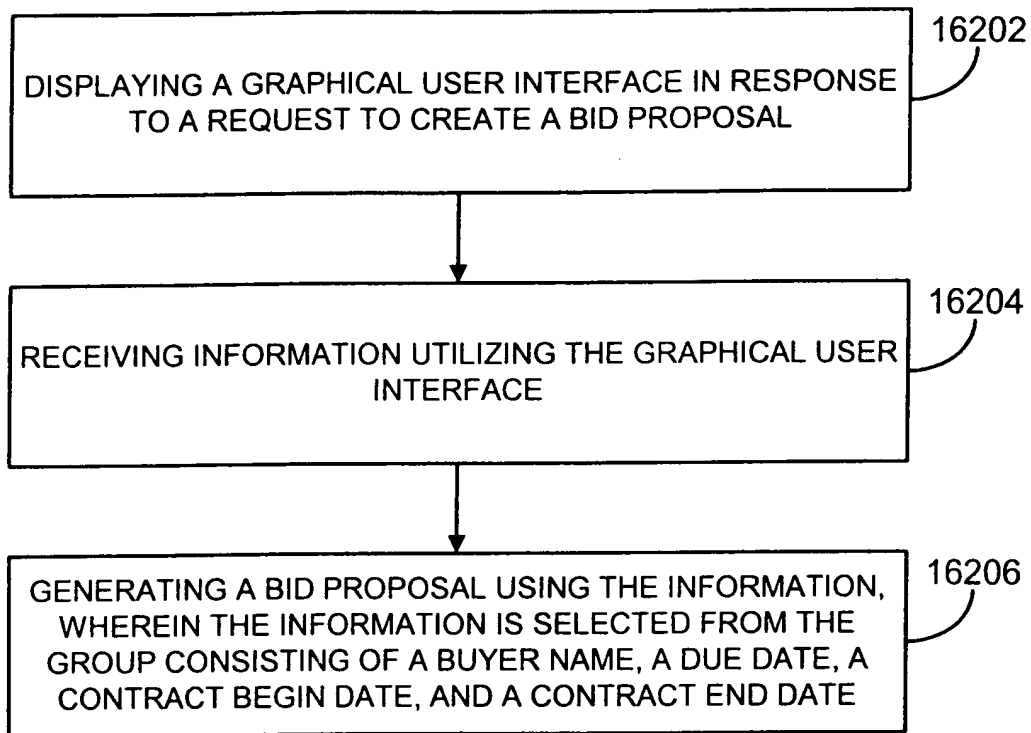 16202
DISPLAYING A GRAPHICAL USER INTERFACE IN RESPONSE
TO A REQUEST TO CREATE A BID PROPOSAL
16204
RECEIVING INFORMATION UTILIZING THE GRAPHICAL USER
INTERFACE
16206
GENERATING A BID PROPOSAL USING THE INFORMATION,
WHEREIN THE INFORMATION IS SELECTED FROM THE
GROUP CONSISTING OF A BUYER NAME, A DUE DATE, A
CONTRACT BEGIN DATE, AND A CONTRACT END DATE